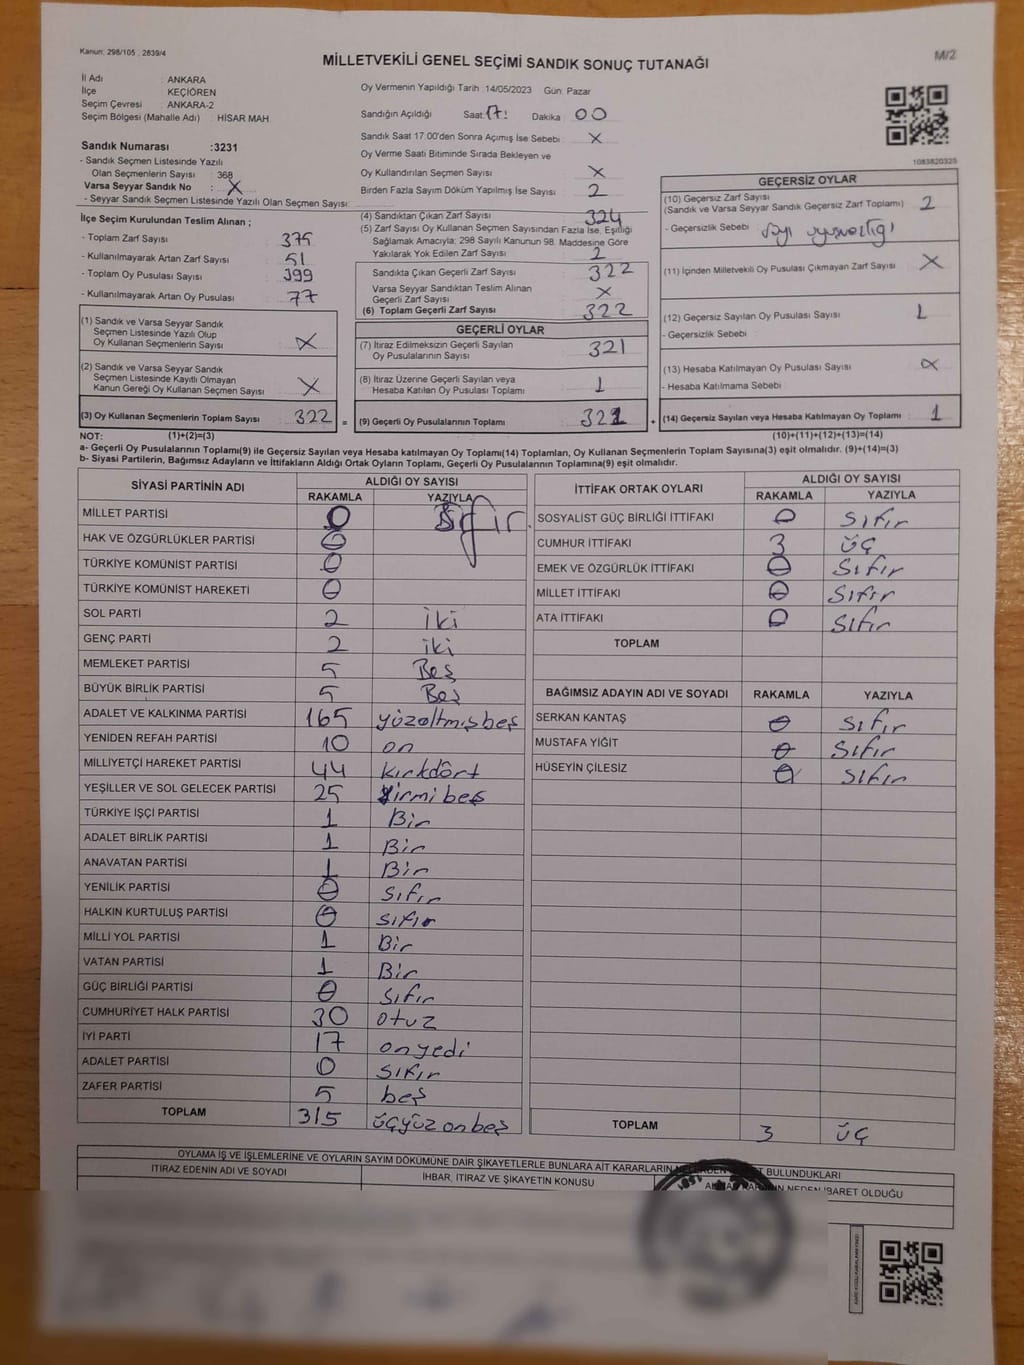 Kanun: 298/105 , 2839/4
MİLLETVEKİLİ GENEL SEÇİMİ SANDIK SONUÇ TUTANAĞI
M/2
İl Adı : ANKARA
İlçe : KEÇİÖREN
Seçim Çevresi : ANKARA-2
Seçim Bölgesi (Mahalle Adı) : HİSAR MAH
Sandık Numarası :3231
- Sandık Seçmen Listesinde Yazılı
Olan Seçmenlerin Sayısı : 368
Varsa Seyyar Sandık No : X
- Seyyar Sandık Seçmen Listesinde Yazılı Olan Seçmen Sayısı:
Oy Vermenin Yapıldığı Tarih :14/05/2023 Gün: Pazar
Sandığın Açıldığı Saat 17: Dakika 00
Sandık Saat 17.00'den Sonra Açımış İse Sebebi : X
Oy Verme Saati Bitiminde Sırada Bekleyen ve
Oy Kullandırılan Seçmen Sayısı : X
Birden Fazla Sayım Döküm Yapılmış İse Sayısı : 2
1083820325
İlçe Seçim Kurulundan Teslim Alınan ;
- Toplam Zarf Sayısı : 375
- Kullanılmayarak Artan Zarf Sayısı : 51
- Toplam Oy Pusulası Sayısı : 399
- Kullanılmayarak Artan Oy Pusulası : 77
(1) Sandık ve Varsa Seyyar Sandık
Seçmen Listesinde Yazılı Olup
Oy Kullanan Seçmenlerin Sayısı : X
(2) Sandık ve Varsa Seyyar Sandık
Seçmen Listesinde Kayıtlı Olmayan
Kanun Gereği Oy Kullanan Seçmen Sayısı : X
(3) Oy Kullanan Seçmenlerin Toplam Sayısı : 322 =
(4) Sandıktan Çıkan Zarf Sayısı : 324
(5) Zarf Sayısı Oy Kullanan Seçmen Sayısından Fazla İse, Eşitliği
Sağlamak Amacıyla; 298 Sayılı Kanunun 98. Maddesine Göre
Yakılarak Yok Edilen Zarf Sayısı : 2
Sandıkta Çıkan Geçerli Zarf Sayısı : 322
Varsa Seyyar Sandıktan Teslim Alınan
Geçerli Zarf Sayısı : X
(6) Toplam Geçerli Zarf Sayısı : 322
GEÇERLİ OYLAR
(7) İtiraz Edilmeksizin Geçerli Sayılan
Oy Pusulalarının Sayısı : 321
(8) İtiraz Üzerine Geçerli Sayılan veya
Hesaba Katılan Oy Pusulası Toplamı : 1
(9) Geçerli Oy Pusulalarının Toplamı : 321 +
GEÇERSİZ OYLAR
(10) Geçersiz Zarf Sayısı
(Sandık ve Varsa Seyyar Sandık Geçersiz Zarf Toplamı) : 2
- Geçersizlik Sebebi :
(11) İçinden Milletvekili Oy Pusulası Çıkmayan Zarf Sayısı : X
(12) Geçersiz Sayılan Oy Pusulası Sayısı : 1
- Geçersizlik Sebebi :
(13) Hesaba Katılmayan Oy Pusulası Sayısı : X
- Hesaba Katılmama Sebebi :
(14) Geçersiz Sayılan veya Hesaba Katılmayan Oy Toplamı : 1
NOT: (1)+(2)=(3) (10)+(11)+(12)+(13)=(14)
a- Geçerli Oy Pusulalarının Toplamı(9) ile Geçersiz Sayılan veya Hesaba katılmayan Oy Toplamı(14) Toplamları, Oy Kullanan Seçmenlerin Toplam Sayısına(3) eşit olmalıdır. (9)+(14)=(3)
b- Siyasi Partilerin, Bağımsız Adayların ve İttifakların Aldığı Ortak Oyların Toplamı, Geçerli Oy Pusulalarının Toplamına(9) eşit olmalıdır.
SİYASİ PARTİNİN ADI ALDIĞI OY SAYISI
RAKAMLA YAZIYLA
MİLLET PARTİSİ 0 Sıfır
HAK VE ÖZGÜRLÜKLER PARTİSİ 0
TÜRKİYE KOMÜNİST PARTİSİ 0
TÜRKİYE KOMÜNİST HAREKETİ 0
SOL PARTİ 2 iki
GENÇ PARTİ 2 iki
MEMLEKET PARTİSİ 5 Beş
BÜYÜK BİRLİK PARTİSİ 5 Beş
ADALET VE KALKINMA PARTİSİ 165 yüzaltmışbeş
YENİDEN REFAH PARTİSİ 10 on
MİLLİYETÇİ HAREKET PARTİSİ 44 kırkdört
YEŞİLLER VE SOL GELECEK PARTİSİ 25 yirmibeş
TÜRKİYE İŞÇİ PARTİSİ 1 Bir
ADALET BİRLİK PARTİSİ 1 Bir
ANAVATAN PARTİSİ 1 Bir
YENİLİK PARTİSİ 0 sıfır
HALKIN KURTULUŞ PARTİSİ 0 sıfır
MİLLİ YOL PARTİSİ 1 Bir
VATAN PARTİSİ 1 Bir
GÜÇ BİRLİĞİ PARTİSİ 0 sıfır
CUMHURİYET HALK PARTİSİ 30 otuz
İYİ PARTİ 17 onyedi
ADALET PARTİSİ 0 sıfır
ZAFER PARTİSİ 5 beş
TOPLAM 315 üçyüzonbeş
İTTİFAK ORTAK OYLARI ALDIĞI OY SAYISI
RAKAMLA YAZIYLA
SOSYALİST GÜÇ BİRLİĞİ İTTİFAKI 0 Sıfır
CUMHUR İTTİFAKI 3 üç
EMEK VE ÖZGÜRLÜK İTTİFAKI 0 Sıfır
MİLLET İTTİFAKI 0 Sıfır
ATA İTTİFAKI 0 Sıfır
TOPLAM
BAĞIMSIZ ADAYIN ADI VE SOYADI RAKAMLA YAZIYLA
SERKAN KANTAŞ 0 Sıfır
MUSTAFA YİĞİT 0 Sıfır
HÜSEYİN ÇİLESİZ 0 Sıfır
TOPLAM 3 üç
OYLAMA İŞ VE İŞLEMLERİNE VE OYLARIN SAYIM DÖKÜMÜNE DAİR ŞİKAYETLERLE BUNLARA AİT KARARLARIN BULUNDUKLARI
İTİRAZ EDENİN ADI VE SOYADI İHBAR, İTİRAZ VE ŞİKAYETİN KONUSU NEDEN İBARET OLDUĞU